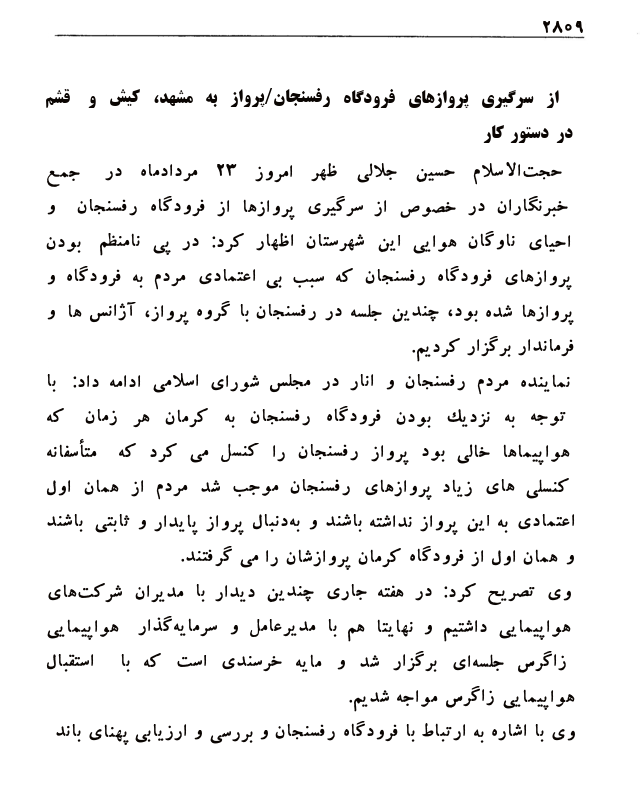 ۲۸۰۹
از سرگیری پروازهای فرودگاه رفسنجان/پرواز به مشهد، کیش و قشم
در دستور کار
حجت‌الاسلام حسین جلالی ظهر امروز ۲۳ مردادماه در جمع
خبرنگاران در خصوص از سرگیری پروازها از فرودگاه رفسنجان و
احیای ناوگان هوایی این شهرستان اظهار کرد: در پی نامنظم بودن
پروازهای فرودگاه رفسنجان که سبب بی اعتمادی مردم به فرودگاه و
پروازها شده بود، چندین جلسه در رفسنجان با گروه پرواز، آژانس ها و
فرماندار برگزار کردیم.
نماینده مردم رفسنجان و انار در مجلس شورای اسلامی ادامه داد: با
توجه به نزدیك بودن فرودگاه رفسنجان به کرمان هر زمان که
هواپیماها خالی بود پرواز رفسنجان را کنسل می کرد که متأسفانه
کنسلی های زیاد پروازهای رفسنجان موجب شد مردم از همان اول
اعتمادی به این پرواز نداشته باشند و به‌دنبال پرواز پایدار و ثابتی باشند
و همان اول از فرودگاه کرمان پروازشان را می گرفتند.
وی تصریح کرد: در هفته جاری چندین دیدار با مدیران شرکت‌های
هواپیمایی داشتیم و نهایتا هم با مدیرعامل و سرمایه‌گذار هواپیمایی
زاگرس جلسه‌ای برگزار شد و مایه خرسندی است که با استقبال
هواپیمایی زاگرس مواجه شدیم.
وی با اشاره به ارتباط با فرودگاه رفسنجان و بررسی و ارزیابی پهنای باند